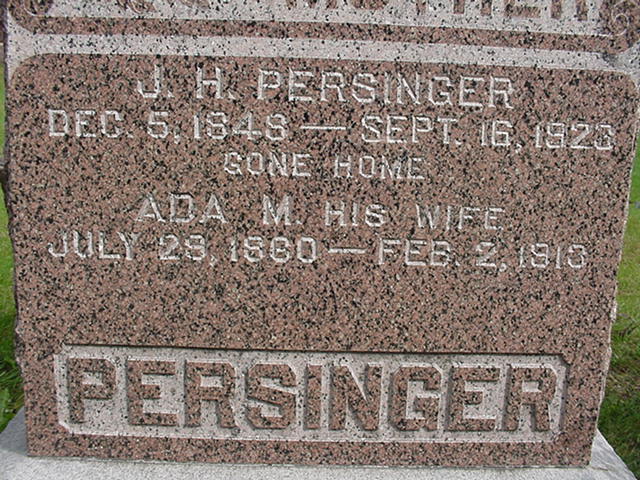 J. H. PERSINGER
DEC. 5, 1848 — SEPT. 16, 1923
GONE HOME
ADA M. HIS WIFE
JULY 29, 1860 — FEB. 2, 1913
PERSINGER